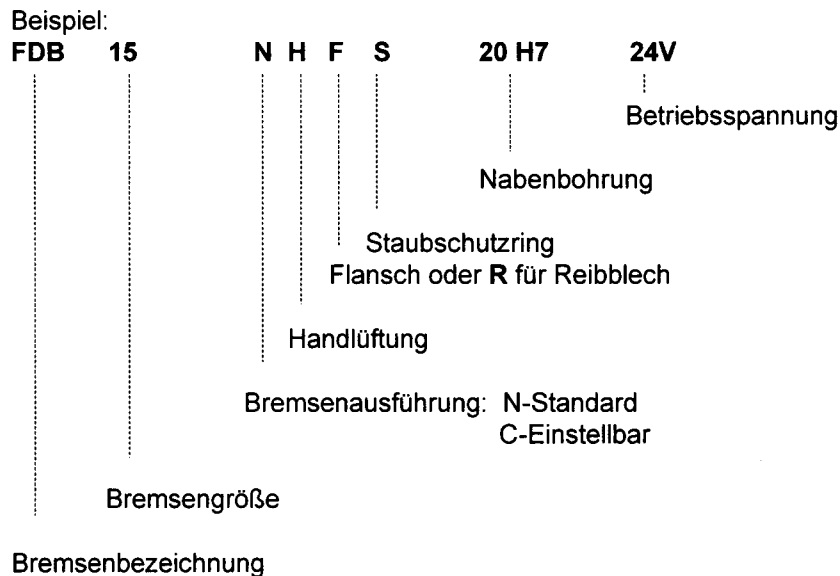 Beispiel:
FDB 15 N H F S 20 H7 24V
Betriebsspannung
Nabenbohrung
Staubschutzring
Flansch oder R für Reibblech
Handlüftung
Bremsenausführung: N-Standard
C-Einstellbar
Bremsengröße
Bremsenbezeichnung